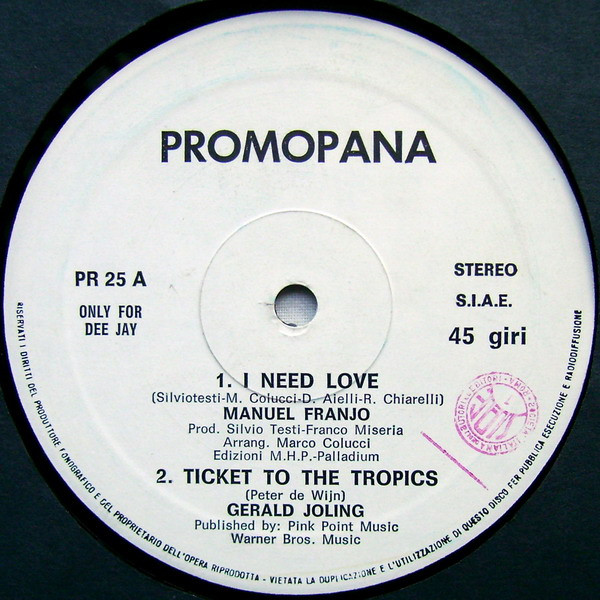 PROMOPANA
PR 25 A
ONLY FOR
DEE JAY
STEREO
S.I.A.E.
45 giri
1. I NEED LOVE
(Silviotesti-M. Colucci-D. Aielli-R. Chiarelli)
MANUEL FRANJO
Prod. Silvio Testi-Franco Miseria
Arrang. Marco Colucci
Edizioni M.H.P.-Palladium
2. TICKET TO THE TROPICS
(Peter de Wijn)
GERALD JOLING
Published by: Pink Point Music
Warner Bros. Music
RISERVATI I DIRITTI DEL PRODUTTORE FONOGRAFICO E DEL PROPRIETARIO DELL'OPERA RIPRODOTTA - VIETATA LA DUPLICAZIONE E L'UTILIZZAZIONE DI QUESTO DISCO PER PUBBLICA ESECUZIONE E RADIODIFFUSIONE